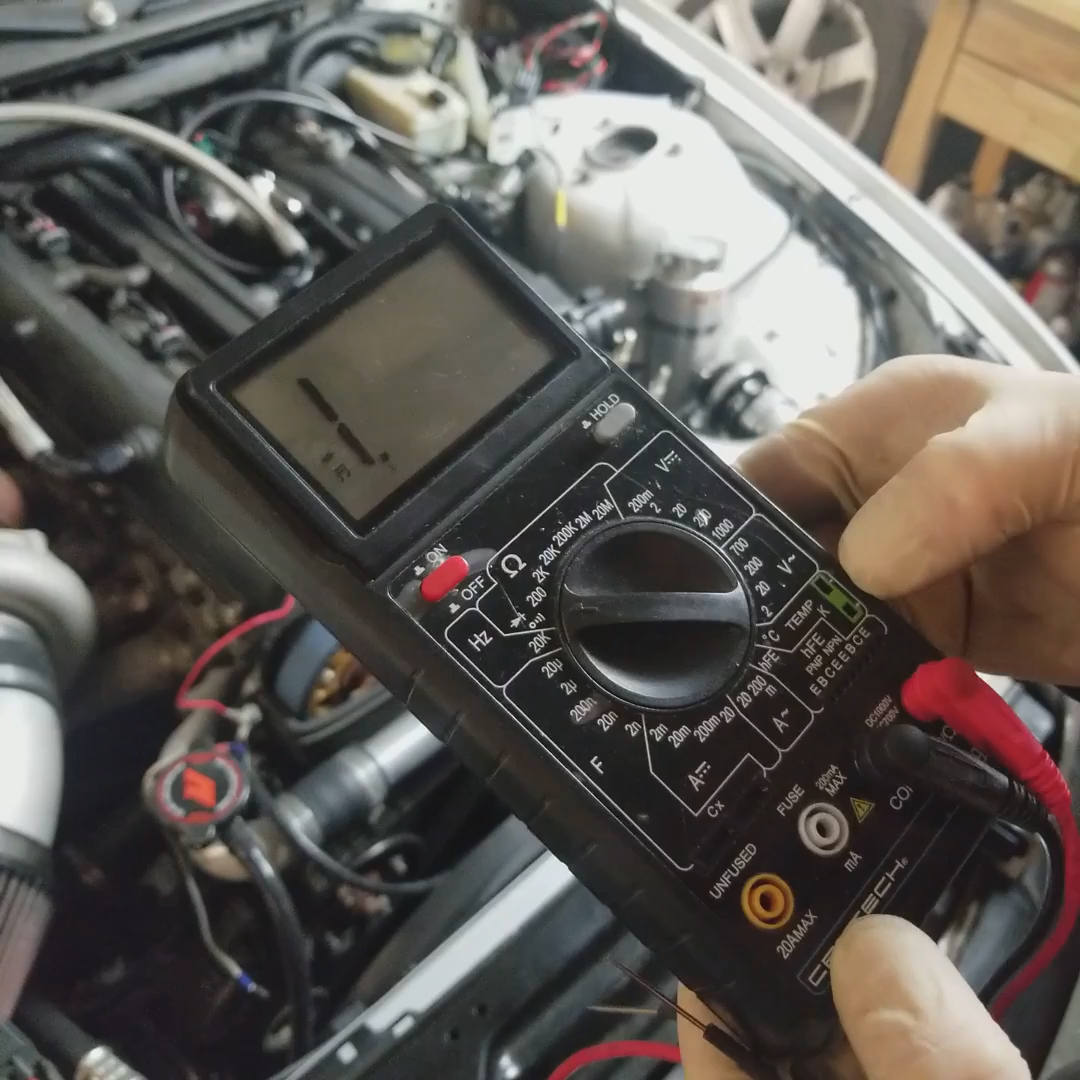 1.
HOLD
ON
OFF
Ω
200
2K
20K
200K
2M
20M
V⎓
200m
2
20
1000
V~
700
200
20
2
TEMP
°C
K
hFE
PNP NPN
EBCEEBCE
hFE
A~
m
200
20
20
A⎓
200m
20m
2m
F
2n
20n
200n
2µ
20µ
Hz
20K
Cx
DC1000V
FUSE
200mA
MAX
mA
UNFUSED
20AMAX